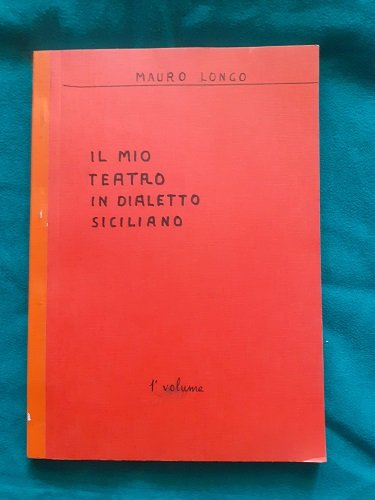 MAURO LONGO
IL MIO
TEATRO
IN DIALETTO
SICILIANO
1° volume